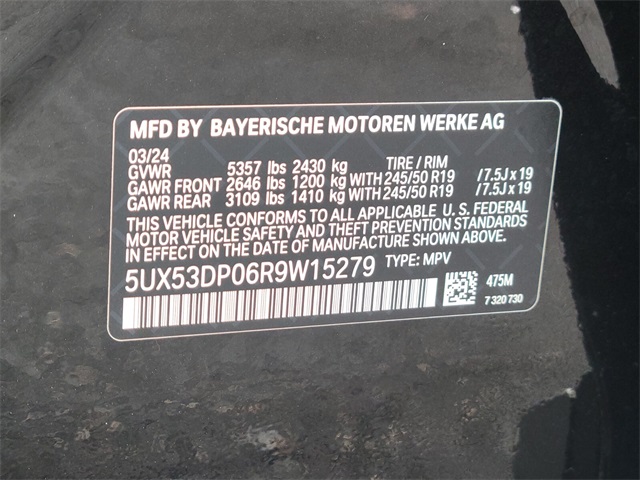 MFD BY BAYERISCHE MOTOREN WERKE AG
03/24
GVWR 5357 lbs 2430 kg TIRE / RIM
GAWR FRONT 2646 lbs 1200 kg WITH 245/50 R19 /7.5J x 19
GAWR REAR 3109 lbs 1410 kg WITH 245/50 R19 /7.5J x 19
THIS VEHICLE CONFORMS TO ALL APPLICABLE U. S. FEDERAL
MOTOR VEHICLE SAFETY AND THEFT PREVENTION STANDARDS
IN EFFECT ON THE DATE OF MANUFACTURE SHOWN ABOVE.
5UX53DP06R9W15279 TYPE: MPV
475M
7 320 730